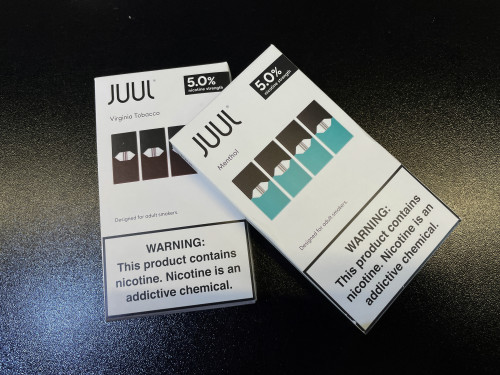 JUUL
5.0%
nicotine strength
Virginia Tobacco
Designed for adult smokers
WARNING:
This product contains
nicotine. Nicotine is an
addictive chemical.
JUUL
5.0%
nicotine strength
Menthol
Designed for adult smokers
WARNING:
This product contains
nicotine. Nicotine is an
addictive chemical.